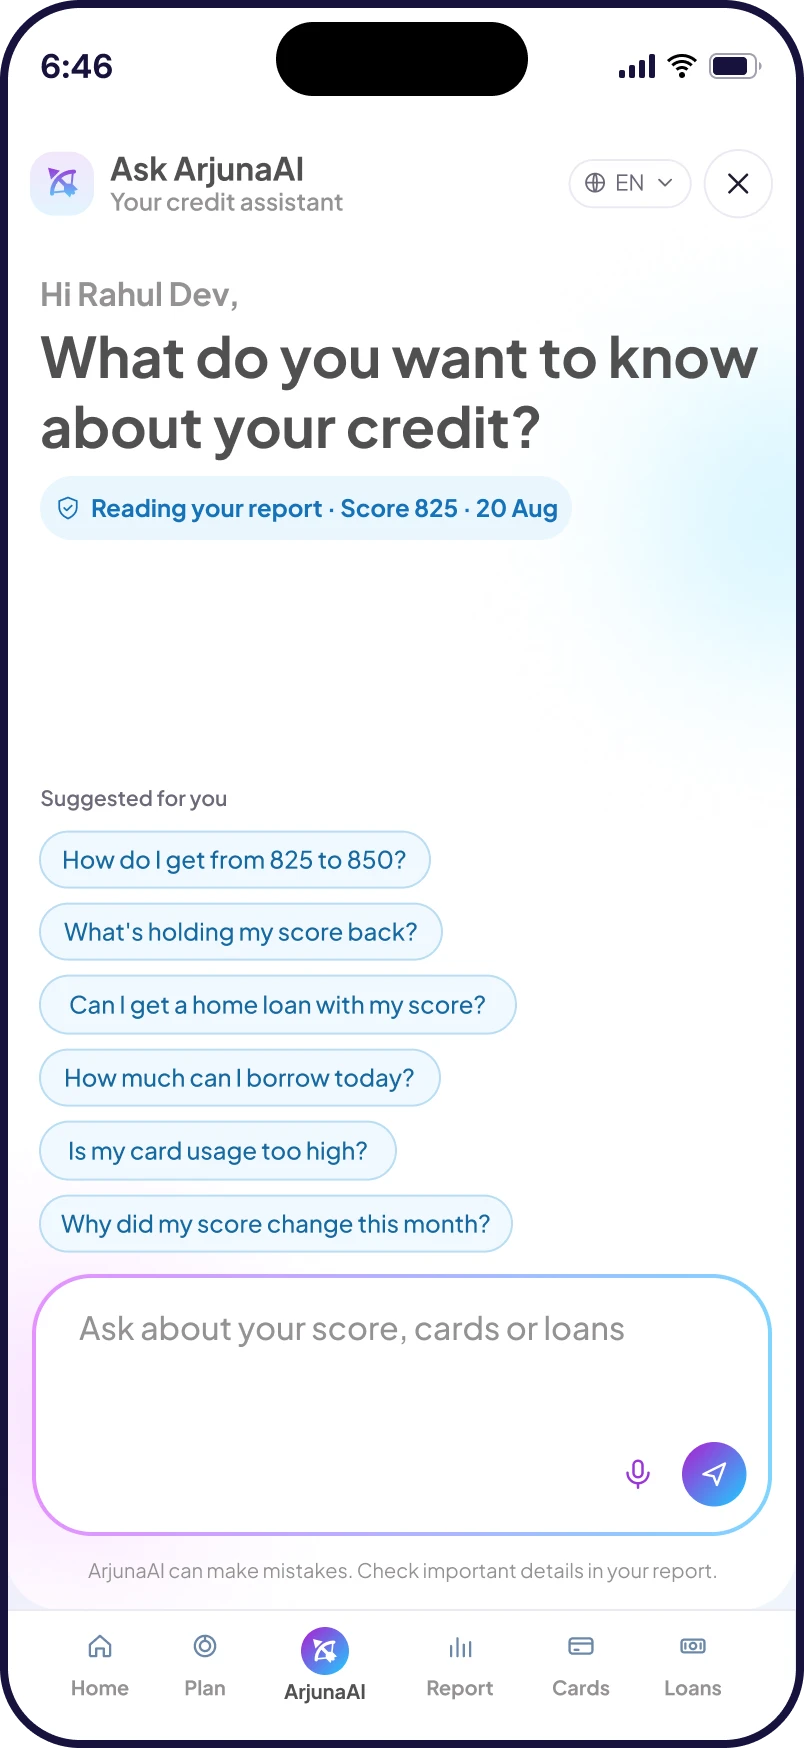 6:46
Ask ArjunaAI
Your credit assistant
EN
Hi Rahul Dev,
What do you want to know
about your credit?
Reading your report · Score 825 · 20 Aug
Suggested for you
How do I get from 825 to 850?
What's holding my score back?
Can I get a home loan with my score?
How much can I borrow today?
Is my card usage too high?
Why did my score change this month?
Ask about your score, cards or loans
ArjunaAI can make mistakes. Check important details in your report.
Home
Plan
ArjunaAI
Report
Cards
Loans